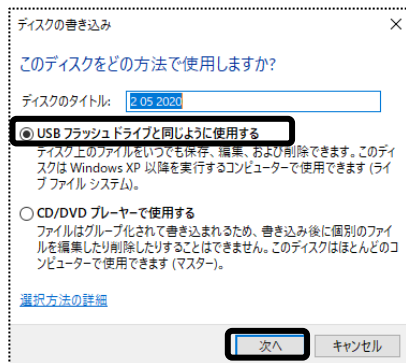 ディスクの書き込み
このディスクをどの方法で使用しますか?
ディスクのタイトル: 2 05 2020
USB フラッシュ ドライブと同じように使用する
ディスク上のファイルをいつでも保存、編集、および削除できます。このディ
スクは Windows XP 以降を実行するコンピューターで使用できます (ライ
ブ ファイル システム)。
CD/DVD プレーヤーで使用する
ファイルはグループ化されて書き込まれるため、書き込み後に個別のファイ
ルを編集したり削除したりすることはできません。このディスクはほとんどのコ
ンピューターで使用できます (マスター)。
選択方法の詳細
次へ キャンセル